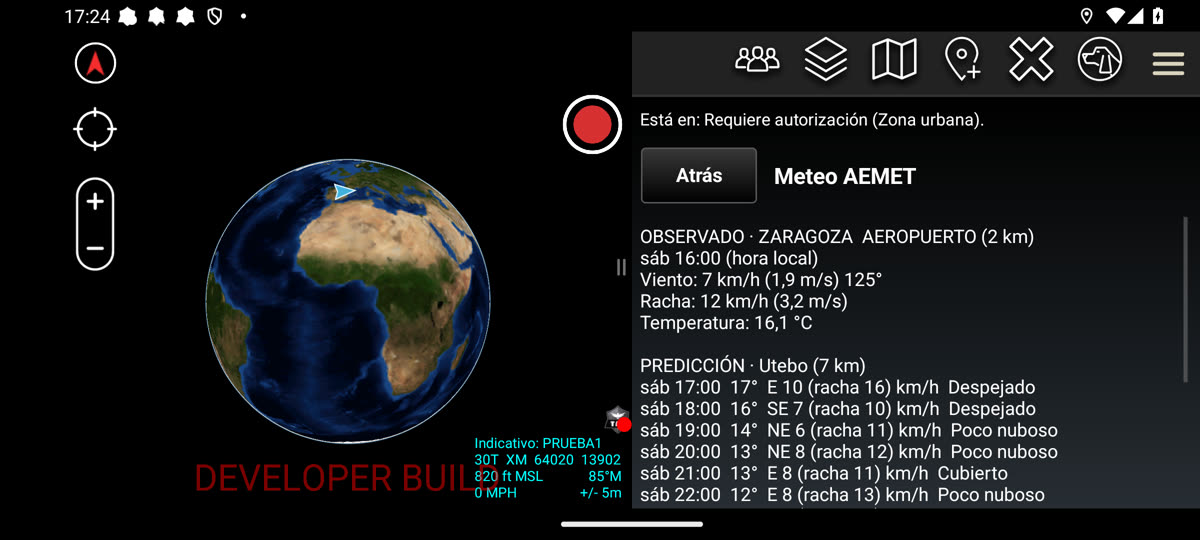 17:24
Está en: Requiere autorización (Zona urbana).
Atrás
Meteo AEMET
OBSERVADO · ZARAGOZA AEROPUERTO (2 km)
sáb 16:00 (hora local)
Viento: 7 km/h (1,9 m/s) 125°
Racha: 12 km/h (3,2 m/s)
Temperatura: 16,1 °C
PREDICCIÓN · Utebo (7 km)
sáb 17:00 17° E 10 (racha 16) km/h Despejado
sáb 18:00 16° SE 7 (racha 10) km/h Despejado
sáb 19:00 14° NE 6 (racha 11) km/h Poco nuboso
sáb 20:00 13° NE 8 (racha 12) km/h Poco nuboso
sáb 21:00 13° E 8 (racha 11) km/h Cubierto
sáb 22:00 12° E 8 (racha 13) km/h Poco nuboso
Indicativo: PRUEBA1
30T XM 64020 13902
820 ft MSL 85°M
0 MPH +/- 5m
DEVELOPER BUILD